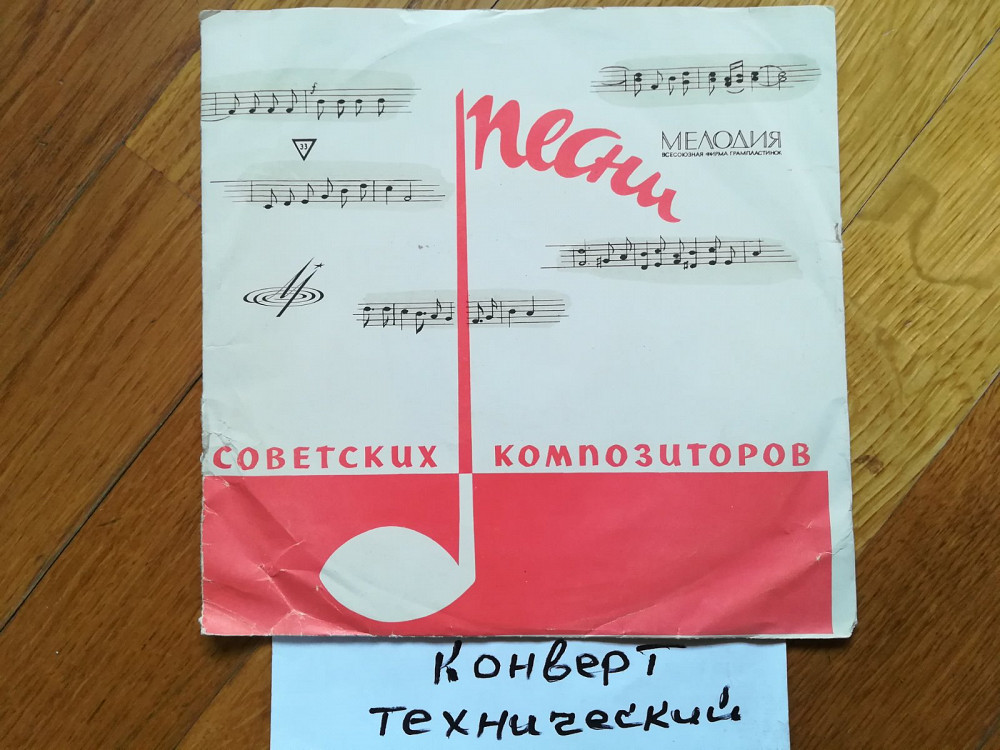 песни
МЕЛОДИЯ
ВСЕСОЮЗНАЯ ФИРМА ГРАМПЛАСТИНОК
33
СОВЕТСКИХ КОМПОЗИТОРОВ
Конверт
технический